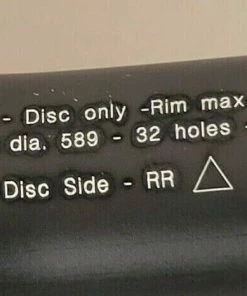 - Disc only -Rim max
dia. 589 - 32 holes -
Disc Side - RR